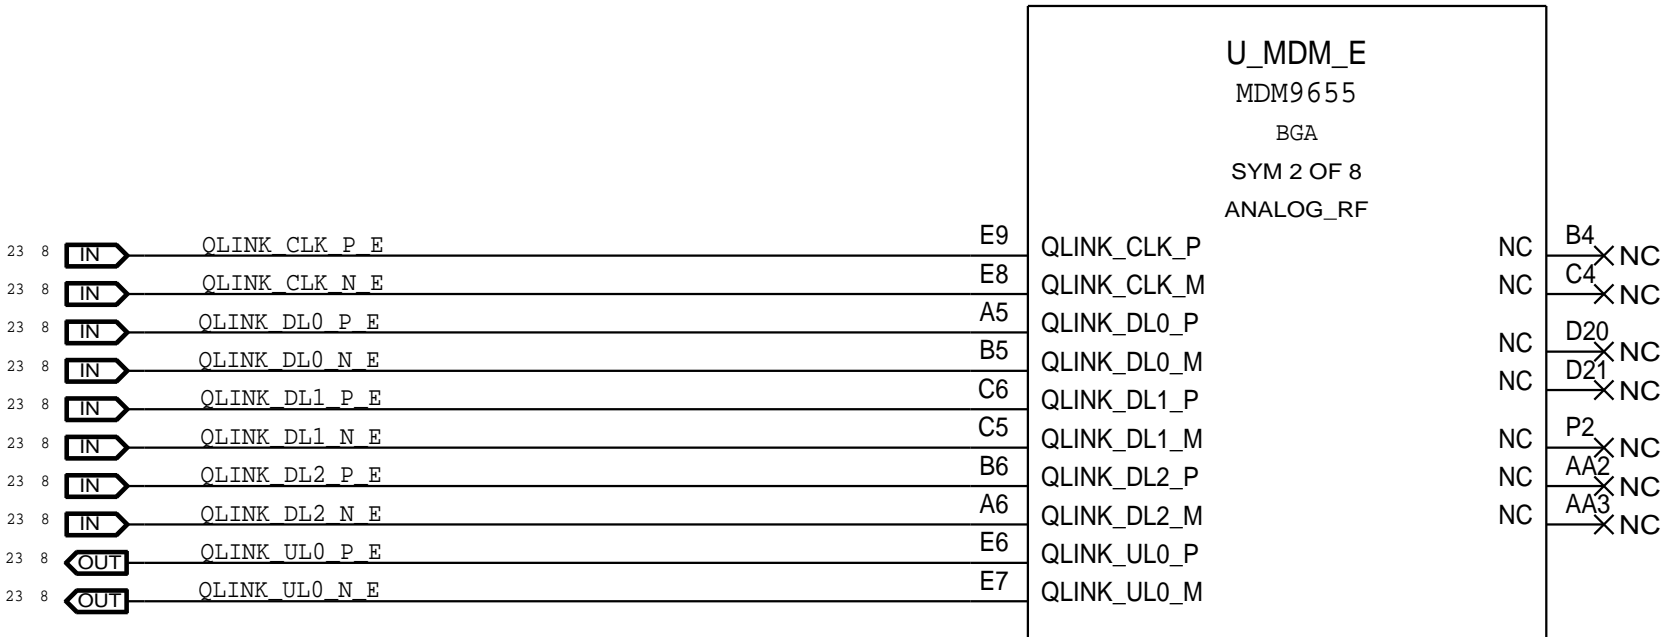 U_MDM_E
MDM9655
BGA
SYM 2 OF 8
ANALOG_RF
23 8 IN QLINK_CLK_P_E E9 QLINK_CLK_P NC B4 NC
23 8 IN QLINK_CLK_N_E E8 QLINK_CLK_M NC C4 NC
23 8 IN QLINK_DL0_P_E A5 QLINK_DL0_P
23 8 IN QLINK_DL0_N_E B5 QLINK_DL0_M NC D20 NC
23 8 IN QLINK_DL1_P_E C6 QLINK_DL1_P NC D21 NC
23 8 IN QLINK_DL1_N_E C5 QLINK_DL1_M NC P2 NC
23 8 IN QLINK_DL2_P_E B6 QLINK_DL2_P NC AA2 NC
23 8 IN QLINK_DL2_N_E A6 QLINK_DL2_M NC AA3 NC
23 8 OUT QLINK_UL0_P_E E6 QLINK_UL0_P
23 8 OUT QLINK_UL0_N_E E7 QLINK_UL0_M